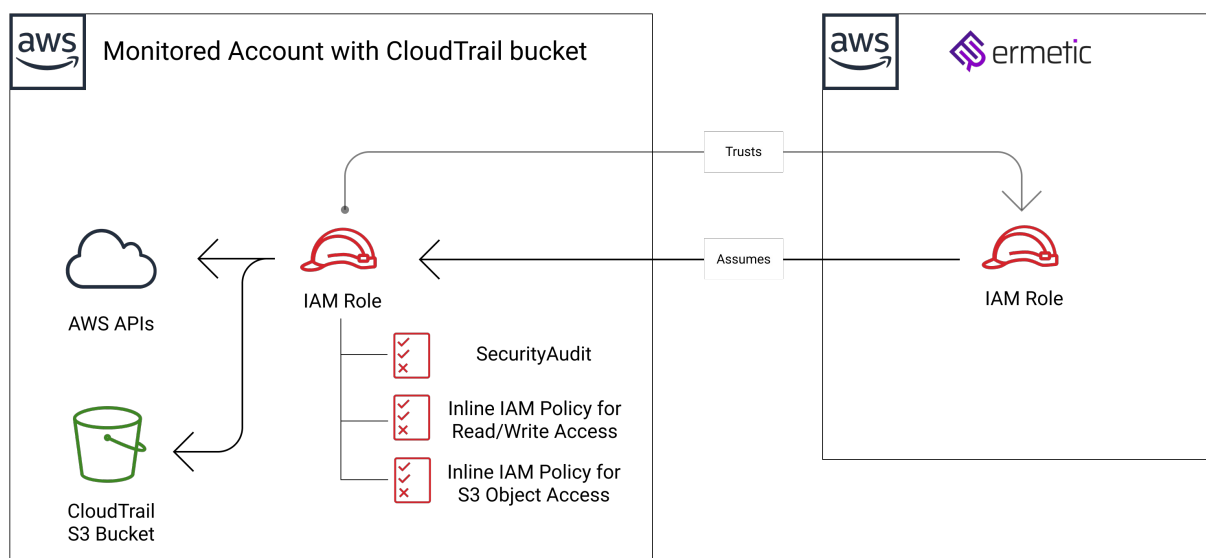 aws
Monitored Account with CloudTrail bucket
aws
ermetic
Trusts
Assumes
IAM Role
IAM Role
AWS APIs
SecurityAudit
Inline IAM Policy for
Read/Write Access
Inline IAM Policy for
S3 Object Access
CloudTrail
S3 Bucket